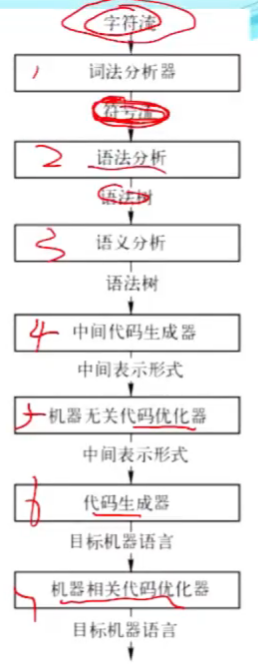 字符流
1 词法分析器
符号流
2 语法分析
语法树
3 语义分析
语法树
4 中间代码生成器
中间表示形式
5 机器无关代码优化器
中间表示形式
6 代码生成器
目标机器语言
7 机器相关代码优化器
目标机器语言